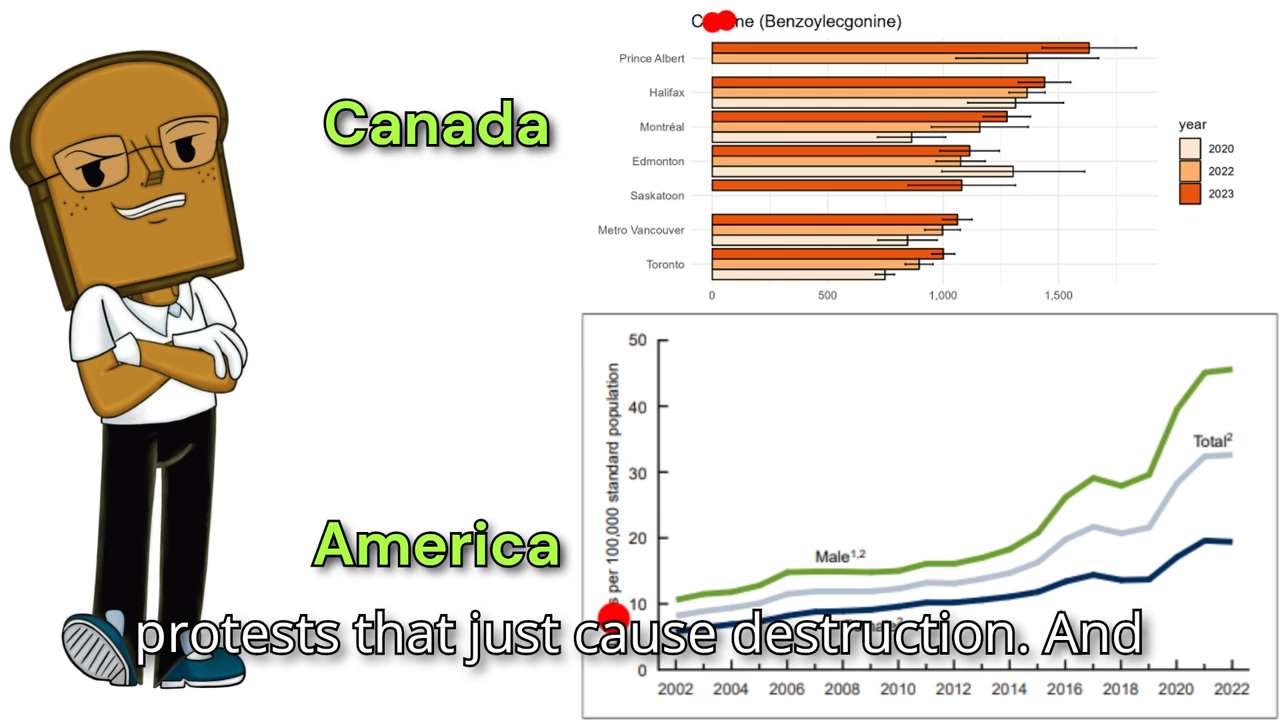 Canada
(Benzoylecgonine)
Prince Albert
Halifax
Montréal
Edmonton
Saskatoon
Metro Vancouver
Toronto
0 500 1,000 1,500
year
2020
2022
2023
America
per 100,000 standard population
50
40
30
20
10
0
Total²
Male¹,²
2002 2004 2006 2008 2010 2012 2014 2016 2018 2020 2022
protests that just cause destruction. And